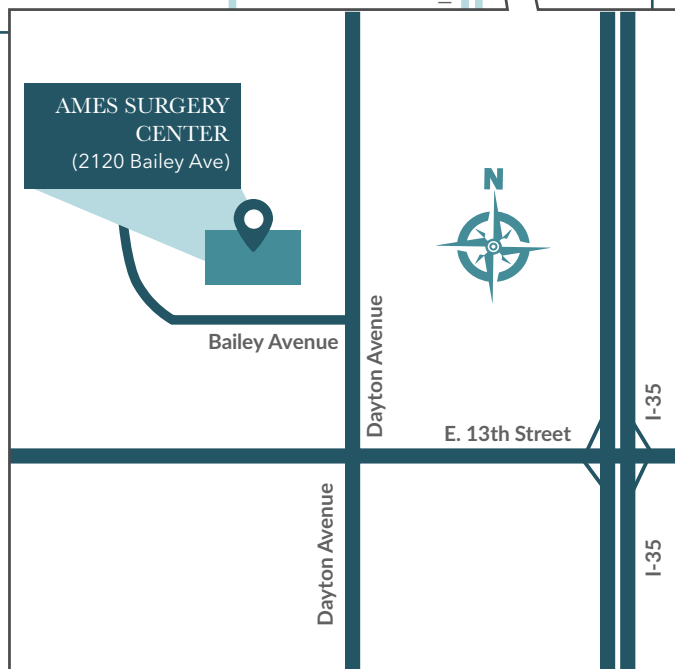 AMES SURGERY
CENTER
(2120 Bailey Ave)
N
Bailey Avenue
Dayton Avenue
E. 13th Street
I-35
Dayton Avenue
I-35